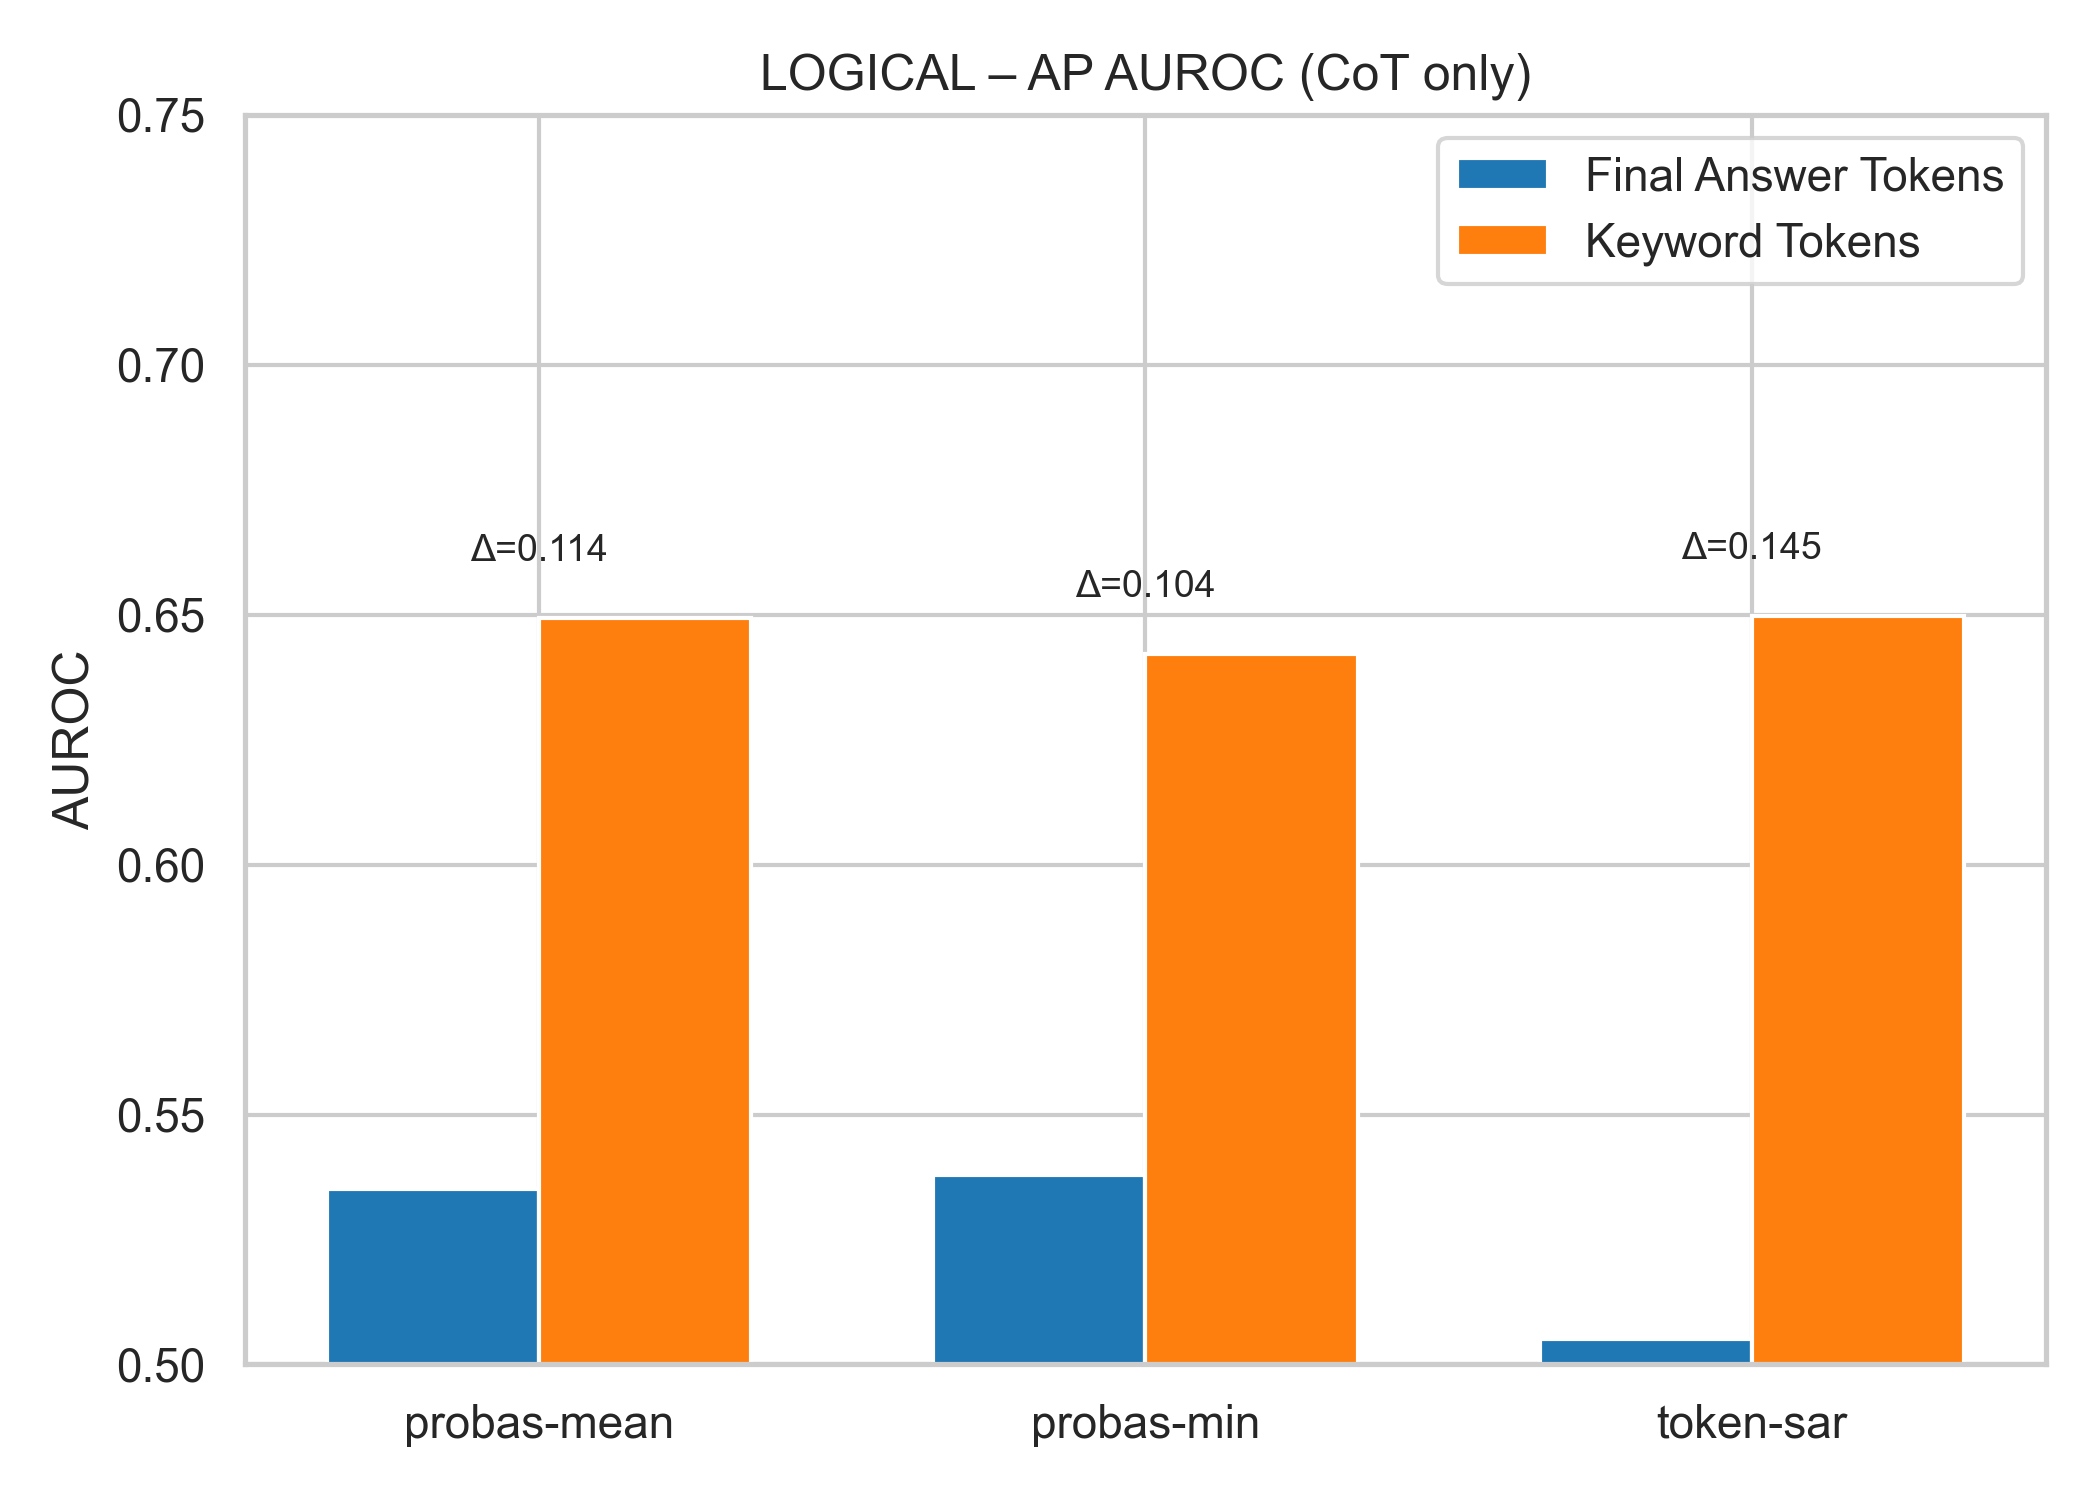 LOGICAL – AP AUROC (CoT only)
0.75
0.70
0.65
0.60
0.55
0.50
AUROC
Final Answer Tokens
Keyword Tokens
Δ=0.114
Δ=0.104
Δ=0.145
probas-mean
probas-min
token-sar